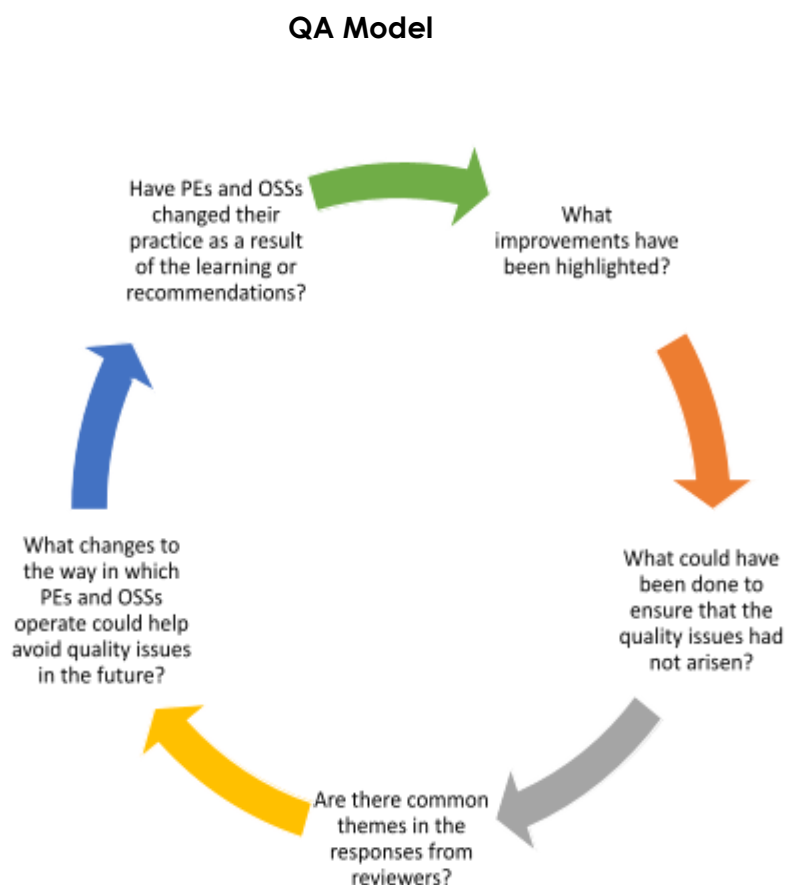 QA Model
Have PEs and OSSs
changed their
practice as a result
of the learning or
recommendations?
What
improvements have
been highlighted?
What could have
been done to
ensure that the
quality issues had
not arisen?
Are there common
themes in the
responses from
reviewers?
What changes to
the way in which
PEs and OSSs
operate could help
avoid quality issues
in the future?